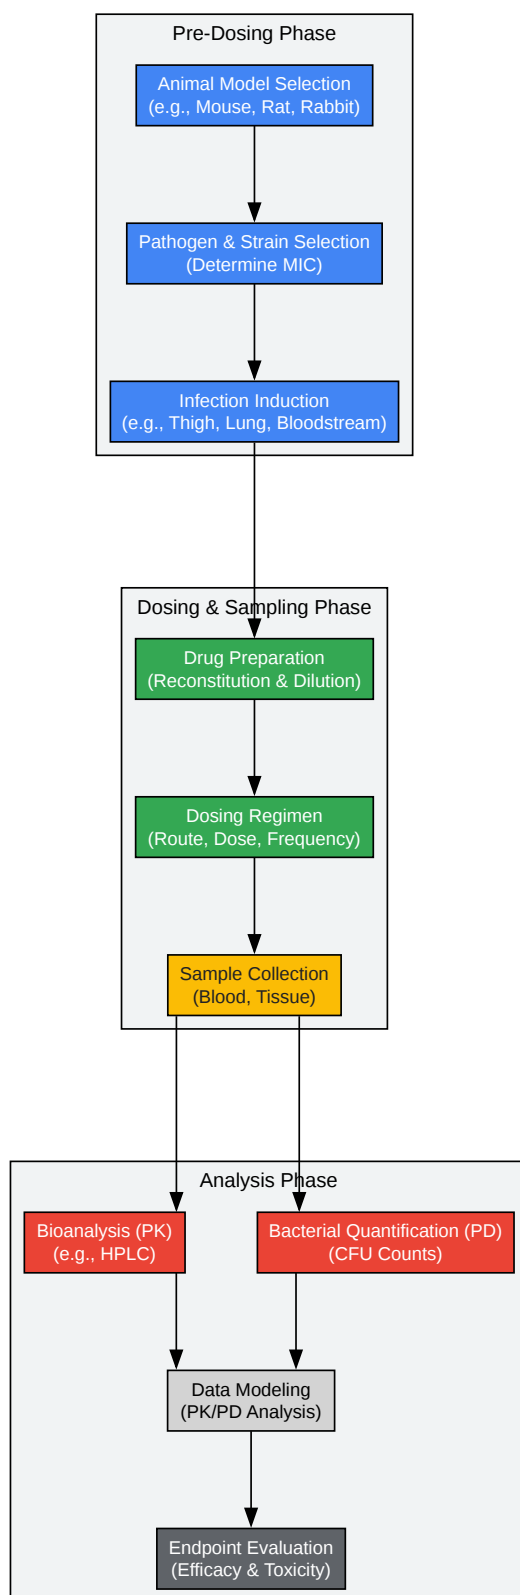 Pre-Dosing Phase
Animal Model Selection
(e.g., Mouse, Rat, Rabbit)
Pathogen & Strain Selection
(Determine MIC)
Infection Induction
(e.g., Thigh, Lung, Bloodstream)
Dosing & Sampling Phase
Drug Preparation
(Reconstitution & Dilution)
Dosing Regimen
(Route, Dose, Frequency)
Sample Collection
(Blood, Tissue)
Analysis Phase
Bioanalysis (PK)
(e.g., HPLC)
Bacterial Quantification (PD)
(CFU Counts)
Data Modeling
(PK/PD Analysis)
Endpoint Evaluation
(Efficacy & Toxicity)